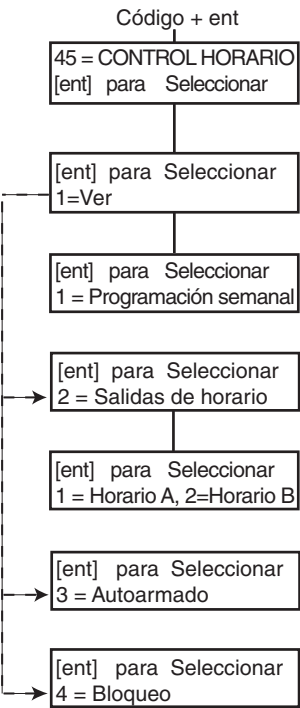 Código + ent
45 = CONTROL HORARIO
[ent] para Seleccionar
[ent] para Seleccionar
1=Ver
[ent] para Seleccionar
1 = Programación semanal
[ent] para Seleccionar
2 = Salidas de horario
[ent] para Seleccionar
1 = Horario A, 2=Horario B
[ent] para Seleccionar
3 = Autoarmado
[ent] para Seleccionar
4 = Bloqueo